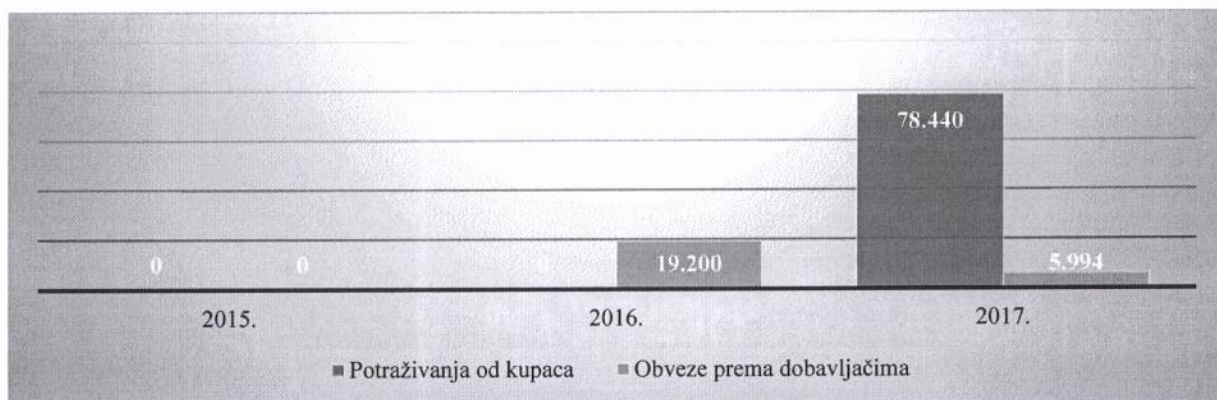 78.440
0 0 0 19.200 5.994
2015. 2016. 2017.
Potraživanja od kupaca Obveze prema dobavljačima